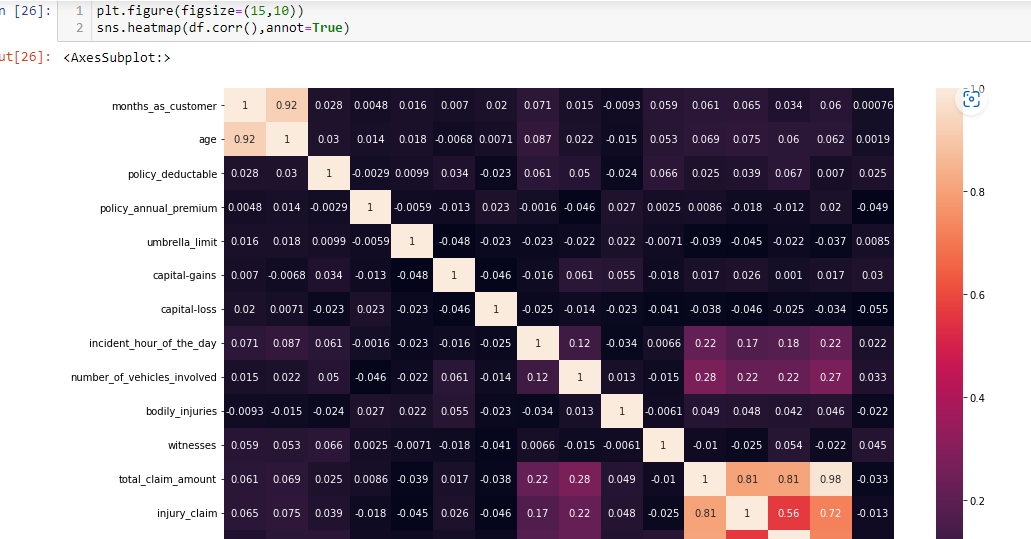 n [26]: 1 plt.figure(figsize=(15,10))
2 sns.heatmap(df.corr(),annot=True)
ut[26]: <AxesSubplot:>
months_as_customer 1 0.92 0.028 0.0048 0.016 0.007 0.02 0.071 0.015 -0.0093 0.059 0.061 0.065 0.034 0.06 0.00076 1.0
age 0.92 1 0.03 0.014 0.018 -0.0068 0.0071 0.087 0.022 -0.015 0.053 0.069 0.075 0.06 0.062 0.0019
policy_deductable 0.028 0.03 1 -0.0029 0.0099 0.034 -0.023 0.061 0.05 -0.024 0.066 0.025 0.039 0.067 0.007 0.025
0.8
policy_annual_premium 0.0048 0.014 -0.0029 1 -0.0059 -0.013 0.023 -0.0016 -0.046 0.027 0.0025 0.0086 -0.018 -0.012 0.02 -0.049
umbrella_limit 0.016 0.018 0.0099 -0.0059 1 -0.048 -0.023 -0.023 -0.022 0.022 -0.0071 -0.039 -0.045 -0.022 -0.037 0.0085
capital-gains 0.007 -0.0068 0.034 -0.013 -0.048 1 -0.046 -0.016 0.061 0.055 -0.018 0.017 0.026 0.001 0.017 0.03
0.6
capital-loss 0.02 0.0071 -0.023 0.023 -0.023 -0.046 1 -0.025 -0.014 -0.023 -0.041 -0.038 -0.046 -0.025 -0.034 -0.055
incident_hour_of_the_day 0.071 0.087 0.061 -0.0016 -0.023 -0.016 -0.025 1 0.12 -0.034 0.0066 0.22 0.17 0.18 0.22 0.022
number_of_vehicles_involved 0.015 0.022 0.05 -0.046 -0.022 0.061 -0.014 0.12 1 0.013 -0.015 0.28 0.22 0.22 0.27 0.033
0.4
bodily_injuries -0.0093 -0.015 -0.024 0.027 0.022 0.055 -0.023 -0.034 0.013 1 -0.0061 0.049 0.048 0.042 0.046 -0.022
witnesses 0.059 0.053 0.066 0.0025 -0.0071 -0.018 -0.041 0.0066 -0.015 -0.0061 1 -0.01 -0.025 0.054 -0.022 0.045
total_claim_amount 0.061 0.069 0.025 0.0086 -0.039 0.017 -0.038 0.22 0.28 0.049 -0.01 1 0.81 0.81 0.98 -0.033
0.2
injury_claim 0.065 0.075 0.039 -0.018 -0.045 0.026 -0.046 0.17 0.22 0.048 -0.025 0.81 1 0.56 0.72 -0.013